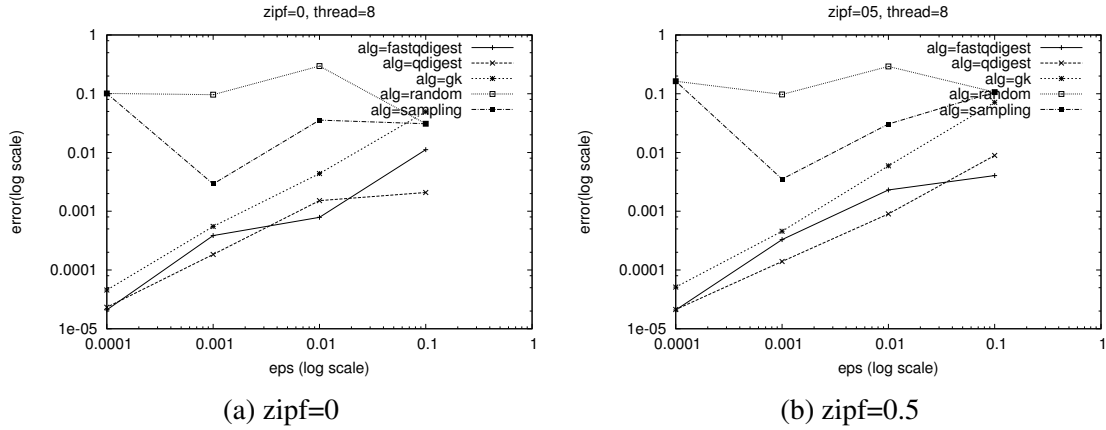 zipf=0, thread=8
1
0.1
0.01
0.001
0.0001
1e-05
error(log scale)
alg=fastqdigest
alg=qdigest
alg=gk
alg=random
alg=sampling
0.0001 0.001 0.01 0.1 1
eps (log scale)
(a) zipf=0
zipf=05, thread=8
1
0.1
0.01
0.001
0.0001
1e-05
error(log scale)
alg=fastqdigest
alg=qdigest
alg=gk
alg=random
alg=sampling
0.0001 0.001 0.01 0.1 1
eps (log scale)
(b) zipf=0.5